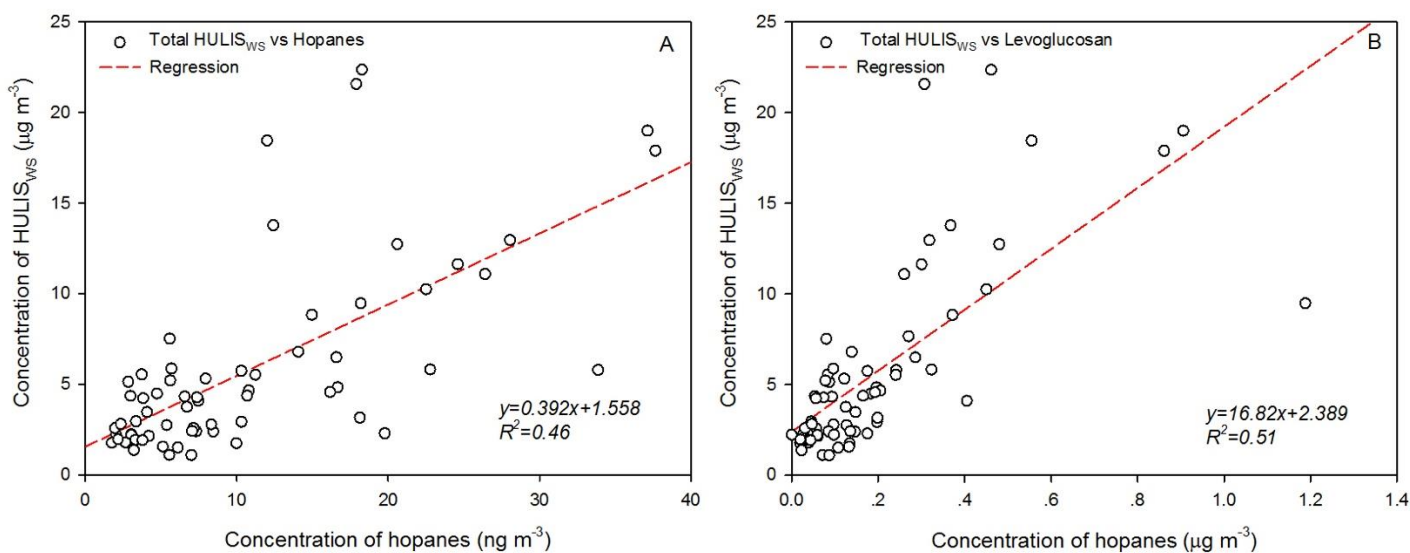 Total HULISWS vs Hopanes
Regression
A
25
20
15
10
5
0
Concentration of HULISWS (μg m-3)
y=0.392x+1.558
R2=0.46
0 10 20 30 40
Concentration of hopanes (ng m-3)
Total HULISWS vs Levoglucosan
Regression
B
25
20
15
10
5
0
Concentration of HULISWS (μg m-3)
y=16.82x+2.389
R2=0.51
0.0 .2 .4 .6 .8 1.0 1.2 1.4
Concentration of hopanes (μg m-3)